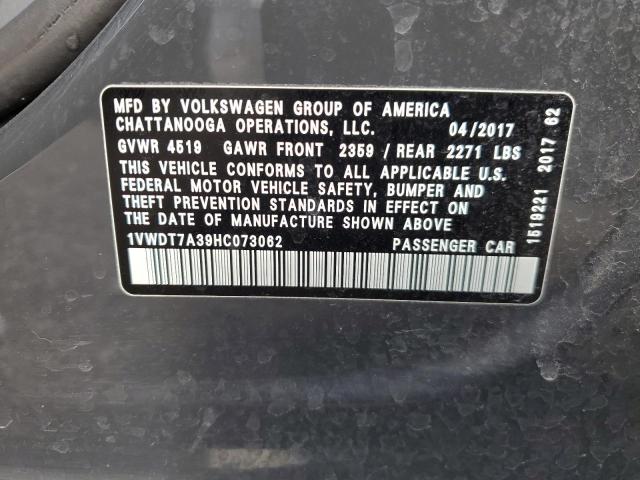 MFD BY VOLKSWAGEN GROUP OF AMERICA
CHATTANOOGA OPERATIONS, LLC. 04/2017
GVWR 4519 GAWR FRONT 2359 / REAR 2271 LBS
THIS VEHICLE CONFORMS TO ALL APPLICABLE U.S.
FEDERAL MOTOR VEHICLE SAFETY, BUMPER AND
THEFT PREVENTION STANDARDS IN EFFECT ON
THE DATE OF MANUFACTURE SHOWN ABOVE
1VWDT7A39HC073062 PASSENGER CAR
1519221 2017 62